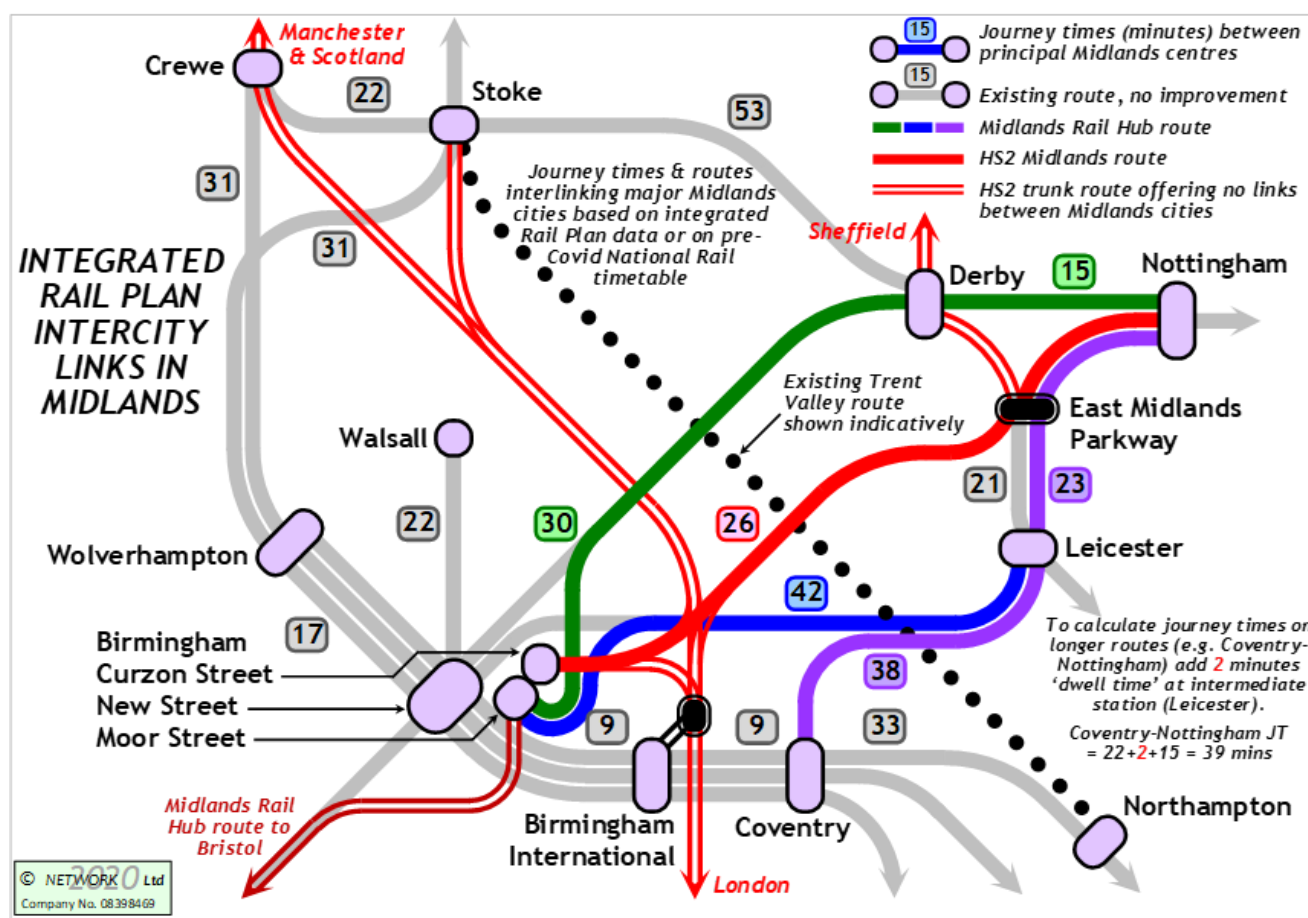 Manchester
& Scotland
Crewe
22
Stoke
53
31
31
INTEGRATED
RAIL PLAN
INTERCITY
LINKS IN
MIDLANDS
Journey times & routes
interlinking major Midlands
cities based on integrated
Rail Plan data or on pre-
Covid National Rail
timetable
15
Journey times (minutes) between
principal Midlands centres
15
Existing route, no improvement
Midlands Rail Hub route
HS2 Midlands route
HS2 trunk route offering no links
between Midlands cities
Sheffield
Derby
15
Nottingham
Existing Trent
Valley route
shown indicatively
East Midlands
Parkway
Walsall
22
30
26
21
23
Wolverhampton
Leicester
17
42
Birmingham
Curzon Street
New Street
Moor Street
38
9
9
33
To calculate journey times on
longer routes (e.g. Coventry-
Nottingham) add 2 minutes
‘dwell time’ at intermediate
station (Leicester).
Coventry-Nottingham JT
= 22+2+15 = 39 mins
Midlands Rail
Hub route to
Bristol
Birmingham
International
Coventry
Northampton
London
© NETWORK 2020 Ltd
Company No. 08398469